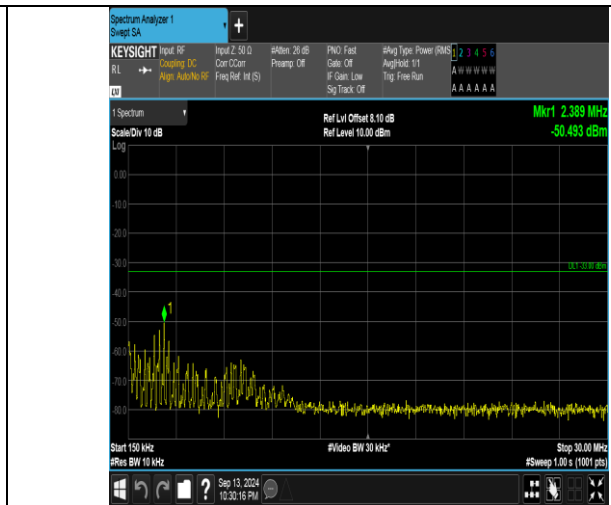 Spectrum Analyzer 1
Swept SA
+
KEYSIGHT
RL
LXI
Input: RF
Coupling: DC
Align: Auto/No RF
Input Z: 50 Ω
Corr CCorr
Freq Ref: Int (S)
#Atten: 26 dB
Preamp: Off
PNO: Fast
Gate: Off
IF Gain: Low
Sig Track: Off
#Avg Type: Power (RMS
Avg|Hold: 1/1
Trig: Free Run
1 2 3 4 5 6
A W W W W W
A A A A A A
1 Spectrum
Scale/Div 10 dB
Log
Ref Lvl Offset 8.10 dB
Ref Level 10.00 dBm
Mkr1 2.389 MHz
-50.493 dBm
0.00
-10.0
-20.0
-30.0
DL1 -33.00 dBm
-40.0
1
-50.0
-60.0
-70.0
-80.0
Start 150 kHz
#Res BW 10 kHz
#Video BW 30 kHz*
Stop 30.00 MHz
#Sweep 1.00 s (1001 pts)
?
Sep 13, 2024
10:30:16 PM